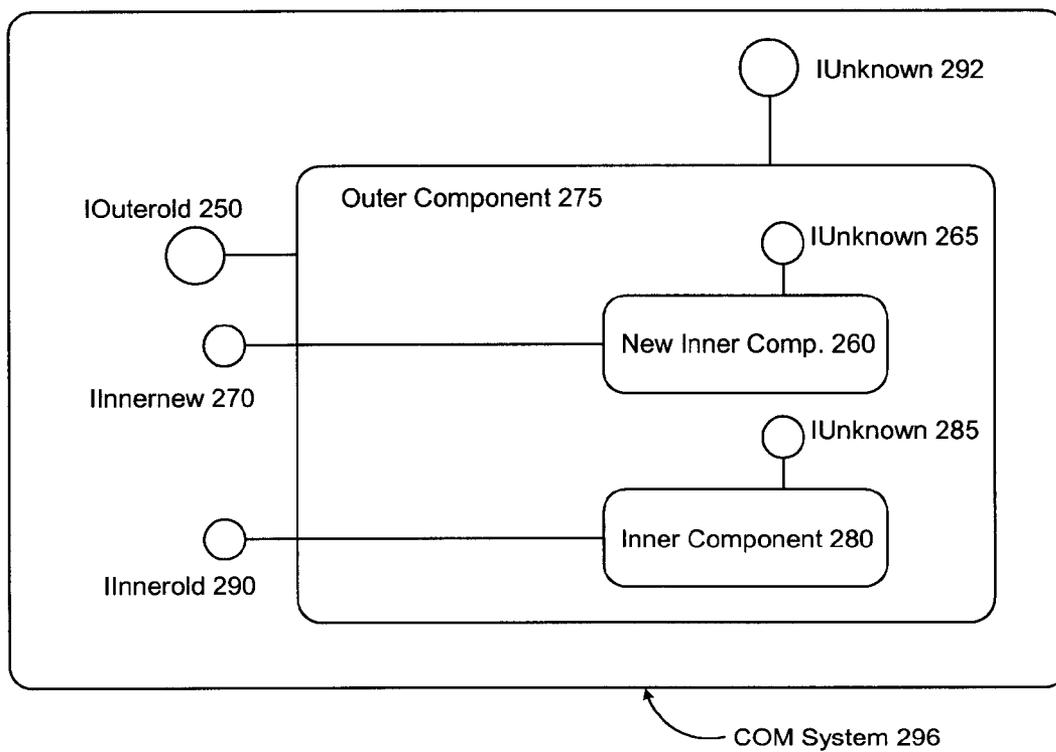 IUnknown 292
IOuterold 250
Outer Component 275
IUnknown 265
New Inner Comp. 260
IInnernew 270
IUnknown 285
Inner Component 280
IInnerold 290
COM System 296